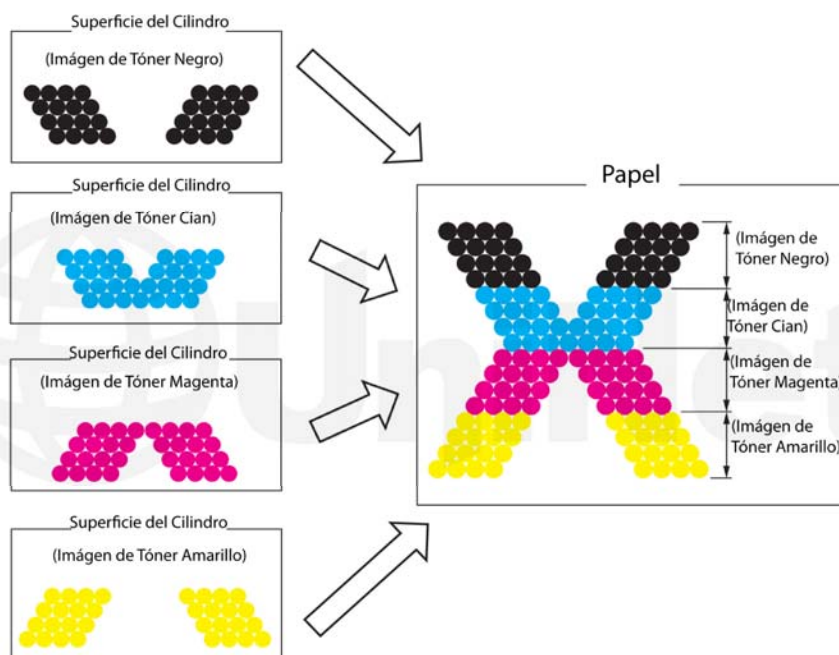 Superficie del Cilindro
(Imágen de Tóner Negro)
Superficie del Cilindro
(Imágen de Tóner Cian)
Superficie del Cilindro
(Imágen de Tóner Magenta)
Superficie del Cilindro
(Imágen de Tóner Amarillo)
Papel
(Imágen de
Tóner Negro)
(Imágen de
Tóner Cian)
(Imágen de
Tóner Magenta)
(Imágen de
Tóner Amarillo)
UniNet